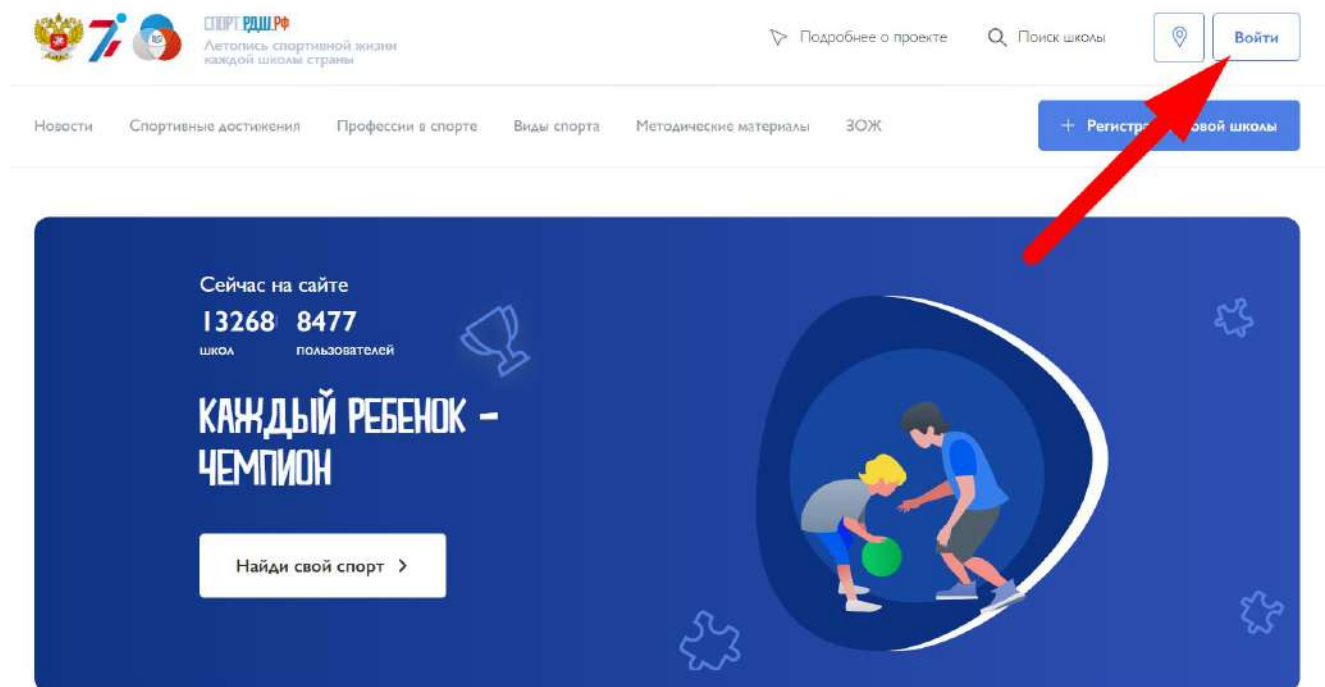 СПОРТ.РДШ.РФ
Летопись спортивной жизни
каждой школы страны
Подробнее о проекте
Поиск школы
Войти
Новости
Спортивные достижения
Профессии в спорте
Виды спорта
Методические материалы
ЗОЖ
+ Регистра овой школы
Сейчас на сайте
13268 8477
школ пользователей
КАЖДЫЙ РЕБЕНОК –
ЧЕМПИОН
Найди свой спорт >